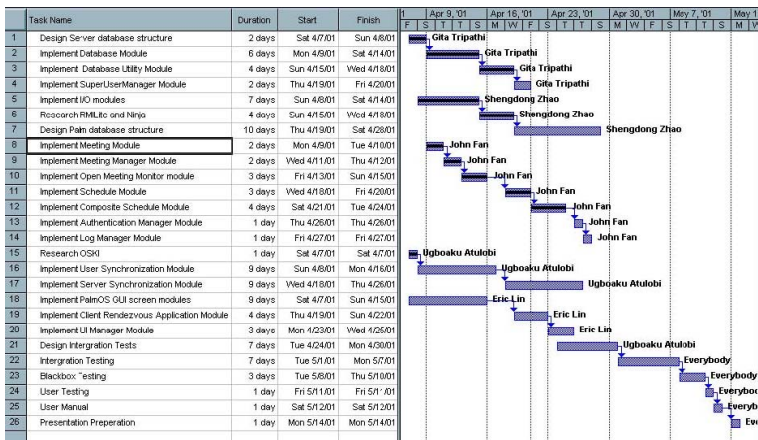 Task Name Duration Start Finish Apr 9, '01 Apr 16, '01 Apr 23, '01 Apr 30, '01 May 7, '01 May 1
F S T T S M W F S T T S M W F S T T S M W
1 Design Server database structure 2 days Sat 4/7/01 Sun 4/8/01 Gita Tripathi
2 Implement Database Module 6 days Mon 4/9/01 Sat 4/14/01 Gita Tripathi
3 Implement Database Utility Module 4 days Sun 4/15/01 Wed 4/18/01 Gita Tripathi
4 Implement SuperUserManager Module 2 days Thu 4/19/01 Fri 4/20/01 Gita Tripathi
5 Implement I/O modules 7 days Sun 4/8/01 Sat 4/14/01 Shengdong Zhao
6 Research RMILite and Ninja 4 days Sun 4/15/01 Wed 4/18/01 Shengdong Zhao
7 Design Palm database structure 10 days Thu 4/19/01 Sat 4/28/01 Shengdong Zhao
8 Implement Meeting Module 2 days Mon 4/9/01 Tue 4/10/01 John Fan
9 Implement Meeting Manager Module 2 days Wed 4/11/01 Thu 4/12/01 John Fan
10 Implement Open Meeting Monitor module 3 days Fri 4/13/01 Sun 4/15/01 John Fan
11 Implement Schedule Module 3 days Wed 4/18/01 Fri 4/20/01 John Fan
12 Implement Composite Schedule Module 4 days Sat 4/21/01 Tue 4/24/01 John Fan
13 Implement Authentication Manager Module 1 day Thu 4/26/01 Thu 4/26/01 John Fan
14 Implement Log Manager Module 1 day Fri 4/27/01 Fri 4/27/01 John Fan
15 Research OSKI 1 day Sat 4/7/01 Sat 4/7/01 Ugboaku Atulobi
16 Implement User Synchronization Module 9 days Sun 4/8/01 Mon 4/16/01 Ugboaku Atulobi
17 Implement Server Synchronization Module 9 days Wed 4/18/01 Thu 4/26/01 Ugboaku Atulobi
18 Implement PalmOS GUI screen modules 9 days Sat 4/7/01 Sun 4/15/01 Eric Lin
19 Implement Client Rendezvous Application Module 4 days Thu 4/19/01 Sun 4/22/01 Eric Lin
20 Implement UI Manager Module 3 days Mon 4/23/01 Wed 4/25/01 Eric Lin
21 Design Intergration Tests 7 days Tue 4/24/01 Mon 4/30/01 Ugboaku Atulobi
22 Intergration Testing 7 days Tue 5/1/01 Mon 5/7/01 Everybody
23 Blackbox Testing 3 days Tue 5/8/01 Thu 5/10/01 Everybody
24 User Testing 1 day Fri 5/11/01 Fri 5/11/01 Everyboo
25 User Manual 1 day Sat 5/12/01 Sat 5/12/01 Everyb
26 Presentation Preperation 1 day Mon 5/14/01 Mon 5/14/01 Eve